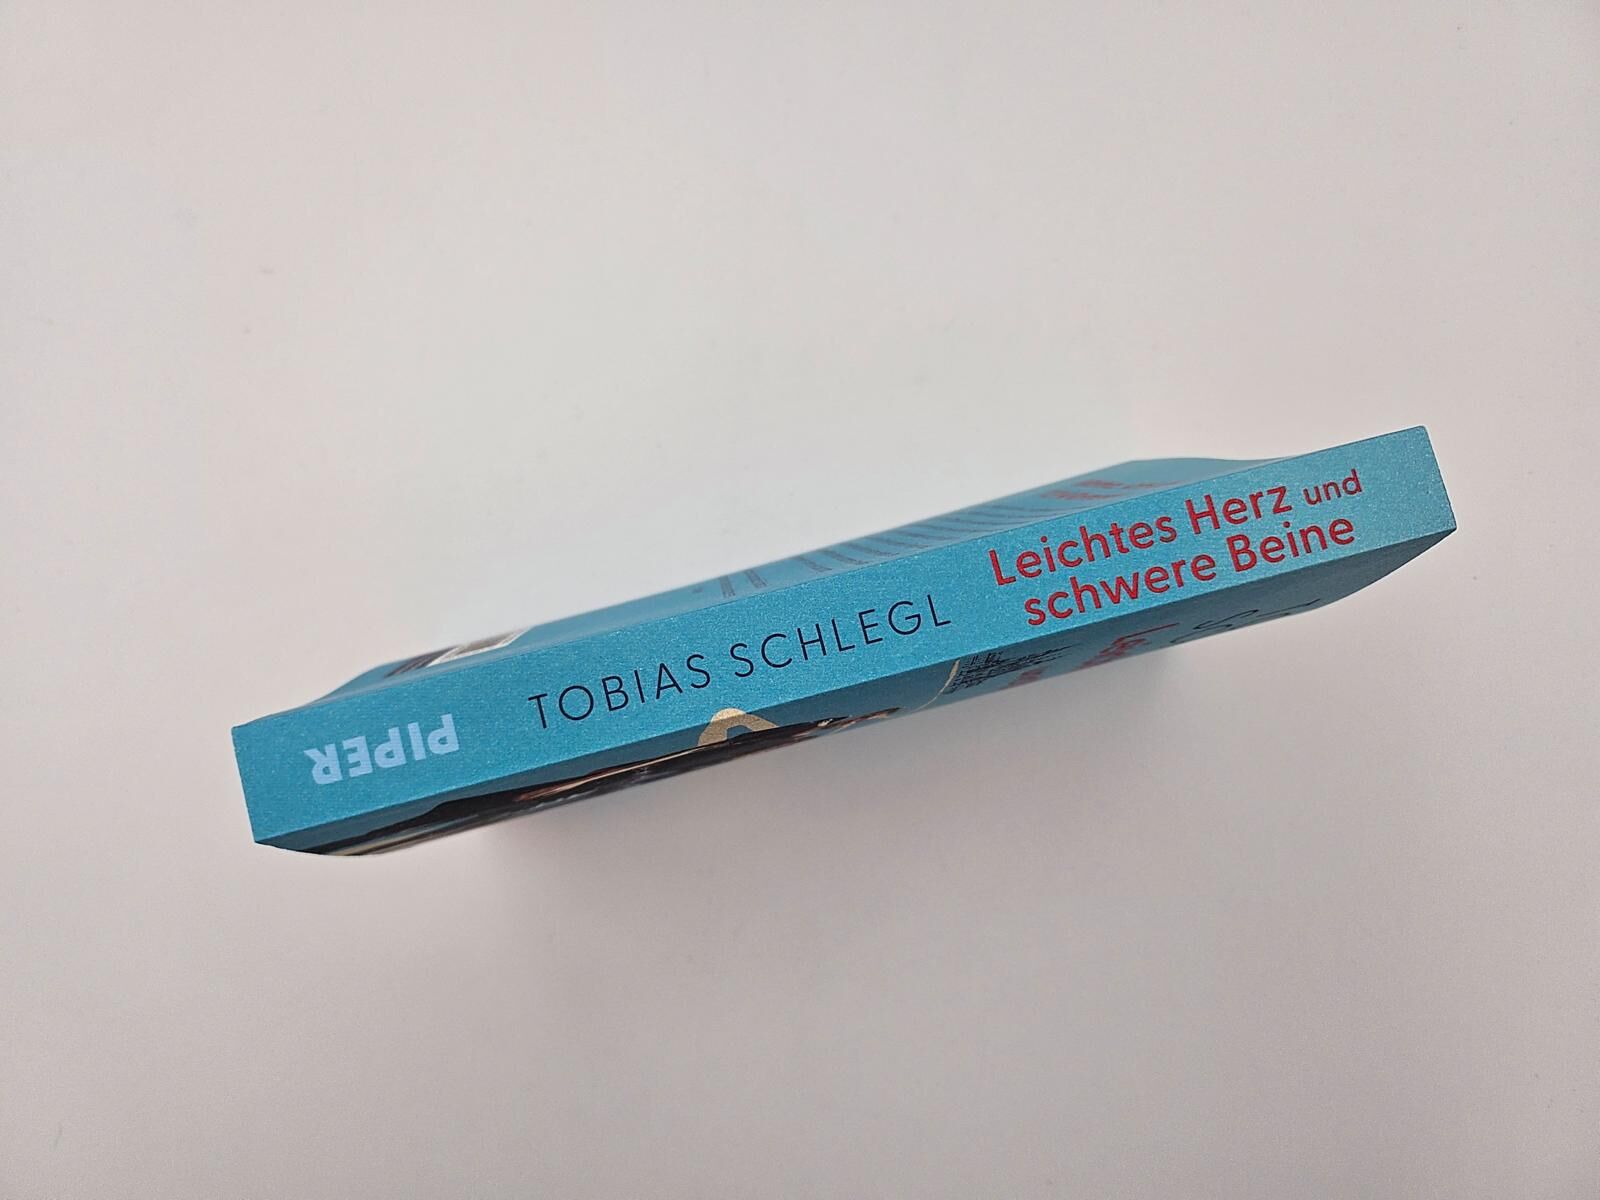 PIPER
TOBIAS SCHLEGL
Leichtes Herz und
schwere Beine